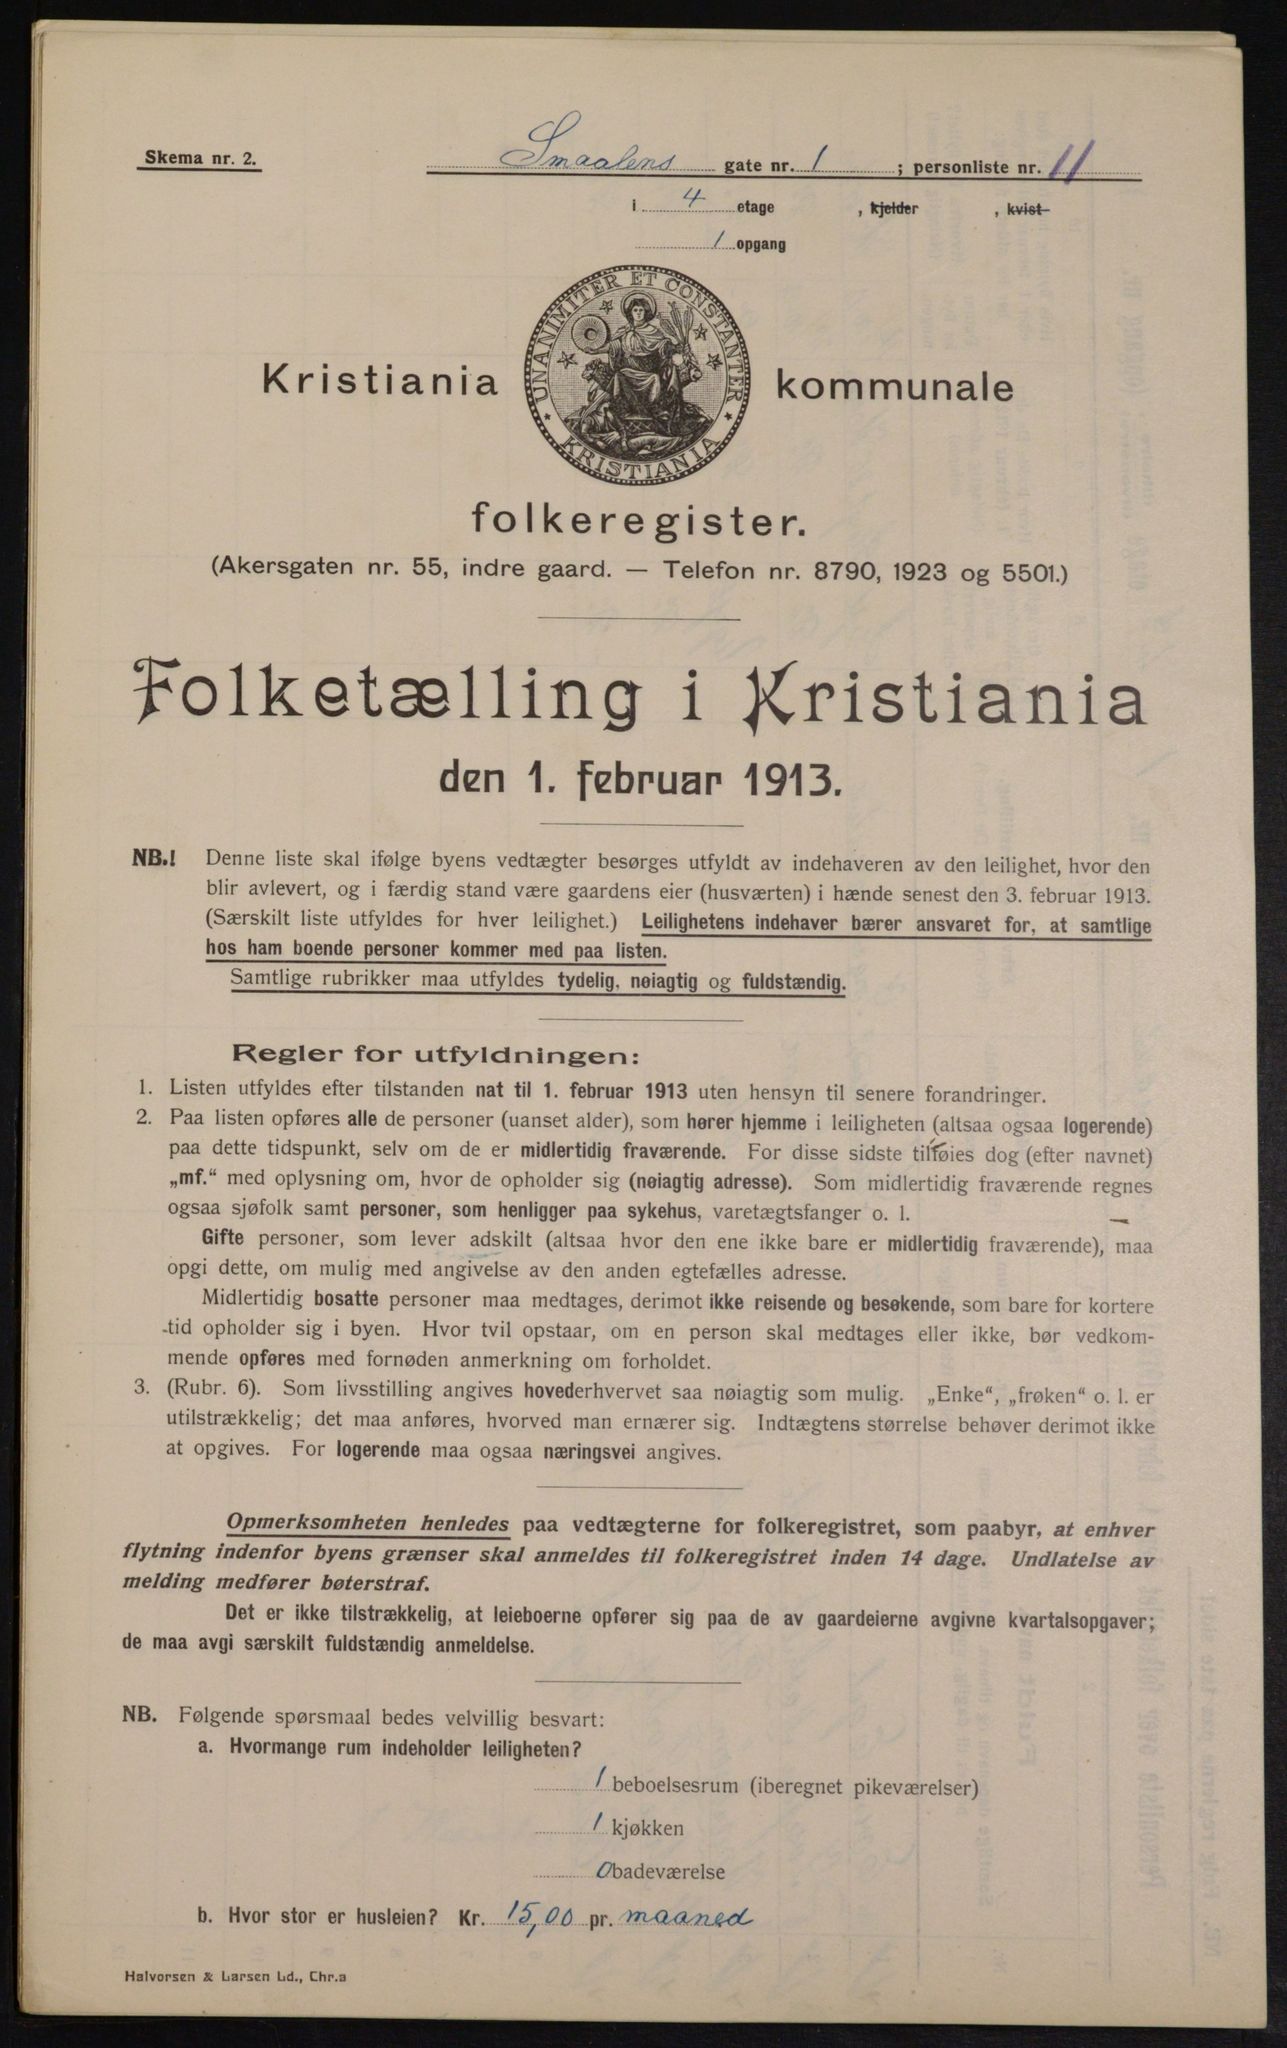 Skema nr. 2.
Smaalens gate nr. 1 ; personliste nr. 11
i 4 etage , kjelder , kvist
1 opgang
UNANIMITER ET CONSTANTER
KRISTIANIA
Kristiania kommunale
folkeregister.
(Akersgaten nr. 55, indre gaard. — Telefon nr. 8790, 1923 og 5501.)
Folketælling i Kristiania
den 1. februar 1913.
NB.! Denne liste skal ifølge byens vedtægter besørges utfyldt av indehaveren av den leilighet, hvor den
blir avlevert, og i færdig stand være gaardens eier (husværten) i hænde senest den 3. februar 1913.
(Særskilt liste utfyldes for hver leilighet.) Leilighetens indehaver bærer ansvaret for, at samtlige
hos ham boende personer kommer med paa listen.
Samtlige rubrikker maa utfyldes tydelig, nøiagtig og fuldstændig.
Regler for utfyldningen:
1. Listen utfyldes efter tilstanden nat til 1. februar 1913 uten hensyn til senere forandringer.
2. Paa listen opføres alle de personer (uanset alder), som hører hjemme i leiligheten (altsaa ogsaa logerende)
paa dette tidspunkt, selv om de er midlertidig fraværende. For disse sidste tilføies dog (efter navnet)
„mf.“ med oplysning om, hvor de opholder sig (nøiagtig adresse). Som midlertidig fraværende regnes
ogsaa sjøfolk samt personer, som henligger paa sykehus, varetægtsfanger o. l.
Gifte personer, som lever adskilt (altsaa hvor den ene ikke bare er midlertidig fraværende), maa
opgi dette, om mulig med angivelse av den anden egtefælles adresse.
Midlertidig bosatte personer maa medtages, derimot ikke reisende og besøkende, som bare for kortere
tid opholder sig i byen. Hvor tvil opstaar, om en person skal medtages eller ikke, bør vedkom-
mende opføres med fornøden anmerkning om forholdet.
3. (Rubr. 6). Som livsstilling angives hovederhvervet saa nøiagtig som mulig. „Enke“, „frøken“ o. l. er
utilstrækkelig; det maa anføres, hvorved man ernærer sig. Indtægtens størrelse behøver derimot ikke
at opgives. For logerende maa ogsaa næringsvei angives.
Opmerksomheten henledes paa vedtægterne for folkeregistret, som paabyr, at enhver
flytning indenfor byens grænser skal anmeldes til folkeregistret inden 14 dage. Undlatelse av
melding medfører bøterstraf.
Det er ikke tilstrækkelig, at leieboerne opfører sig paa de av gaardeierne avgivne kvartalsopgaver;
de maa avgi særskilt fuldstændig anmeldelse.
NB. Følgende spørsmaal bedes velvillig besvart:
a. Hvormange rum indeholder leiligheten?
1 beboelsesrum (iberegnet pikeværelser)
1 kjøkken
0 badeværelse
b. Hvor stor er husleien? Kr. 15,00 pr. maaned
Halvorsen & Larsen Ld., Chr.a